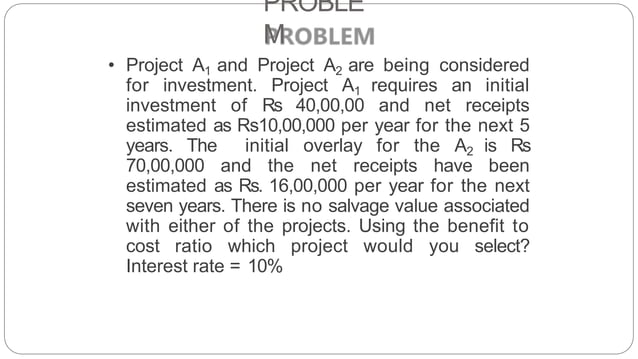 PROBLE
M
PROBLEM
• Project A₁ and Project A₂ are being considered
for investment. Project A₁ requires an initial
investment of Rs 40,00,00 and net receipts
estimated as Rs10,00,000 per year for the next 5
years. The initial overlay for the A₂ is Rs
70,00,000 and the net receipts have been
estimated as Rs. 16,00,000 per year for the next
seven years. There is no salvage value associated
with either of the projects. Using the benefit to
cost ratio which project would you select?
Interest rate = 10%